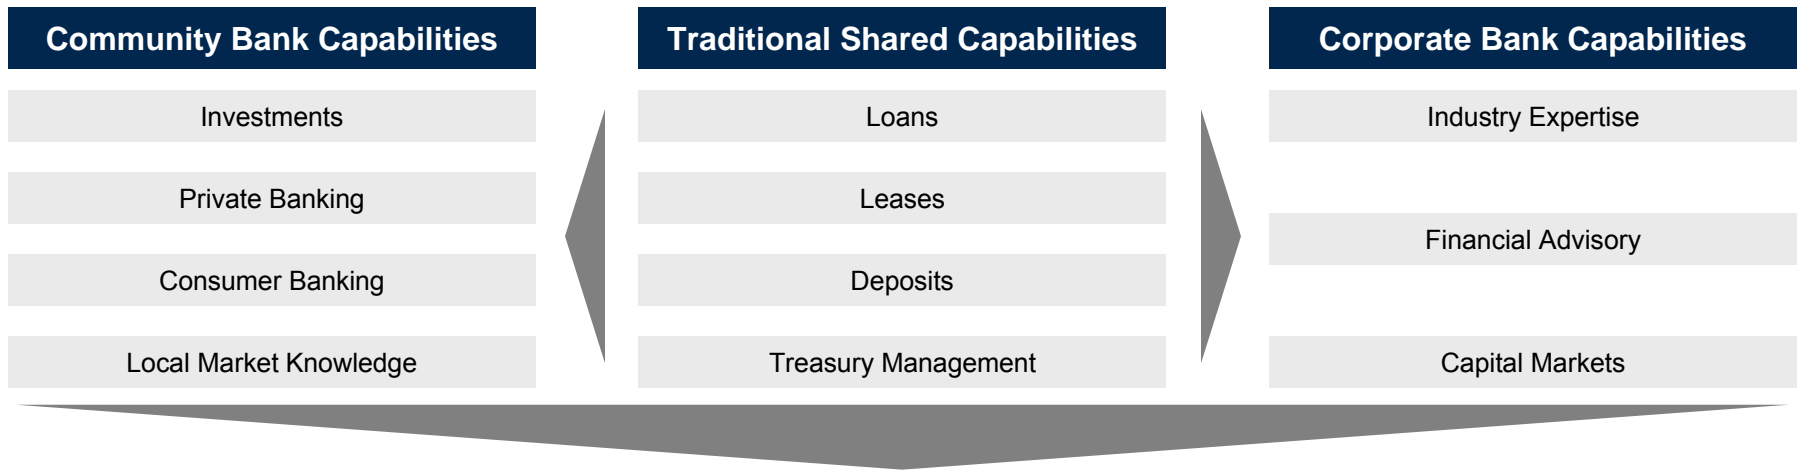 Community Bank Capabilities
Investments
Private Banking
Consumer Banking
Local Market Knowledge
Traditional Shared Capabilities
Loans
Leases
Deposits
Treasury Management
Corporate Bank Capabilities
Industry Expertise
Financial Advisory
Capital Markets